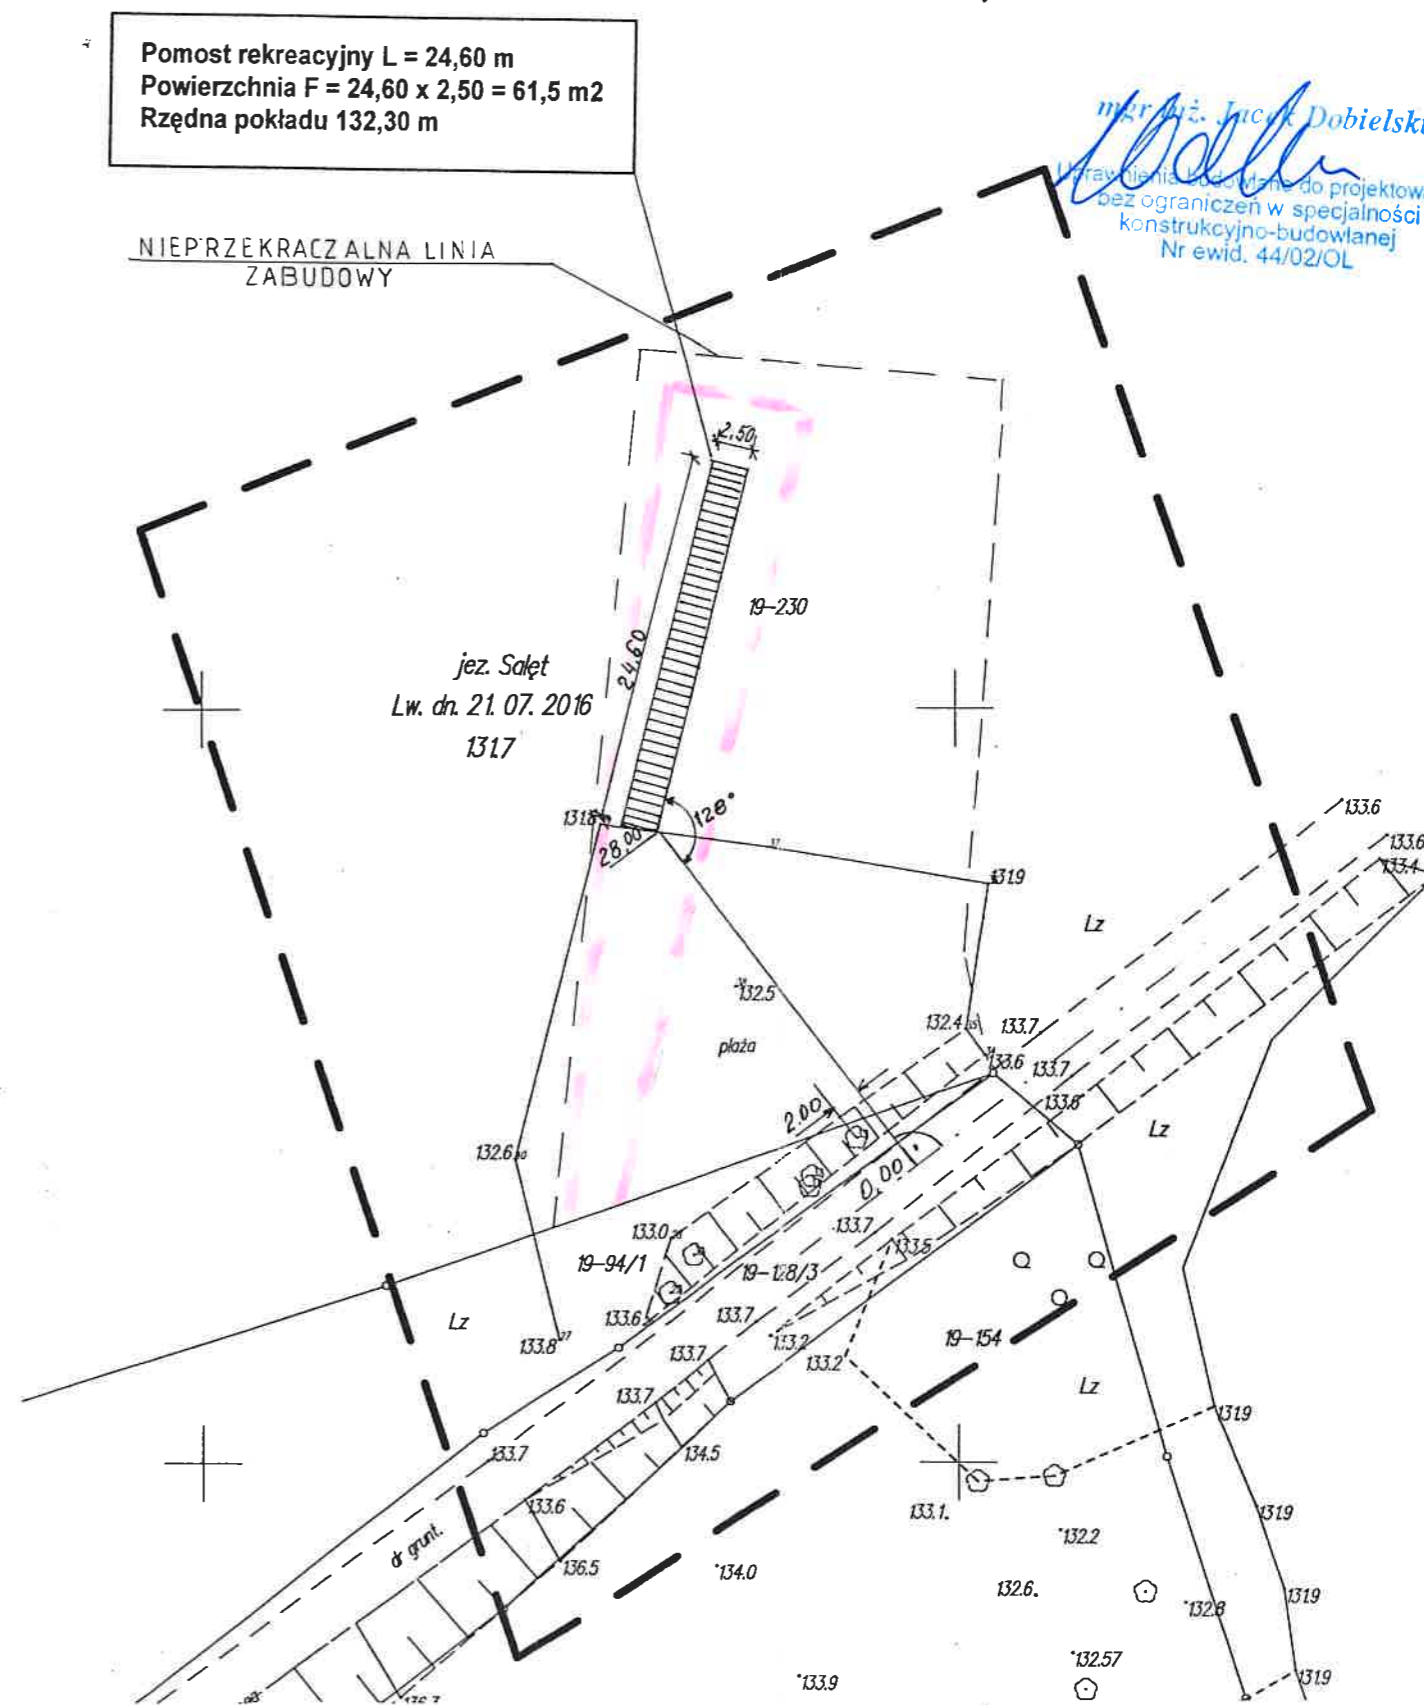 Pomost rekreacyjny L = 24,60 m
Powierzchnia F = 24,60 x 2,50 = 61,5 m2
Rzędna pokładu 132,30 m
mgr inż. Jacek Dobielski
Uprawnienia budowlane do projektowa
bez ograniczeń w specjalności
konstrukcyjno-budowlanej
Nr ewid. 44/02/OL
NIEPRZEKRACZALNA LINIA
ZABUDOWY
2,50
19-230
24,60
jez. Salęt
Lw. dn. 21. 07. 2016
131.7
131.8
28,00
128°
133.6
133.6
133.4
131.9
Lz
132.5
plaża
132.4
133.7
133.6
133.7
133.6
2.00
Lz
132.6
0,00
133.0
133.7
133.5
19-94/1
19-128/3
Lz
133.6
133.7
133.2
133.8
27
133.7
133.2
19-154
133.7
Lz
131.9
133.7
134.5
133.6
133.1
131.9
dr grunt.
132.2
136.5
134.0
132.6
132.8
131.9
132.57
133.9
131.9